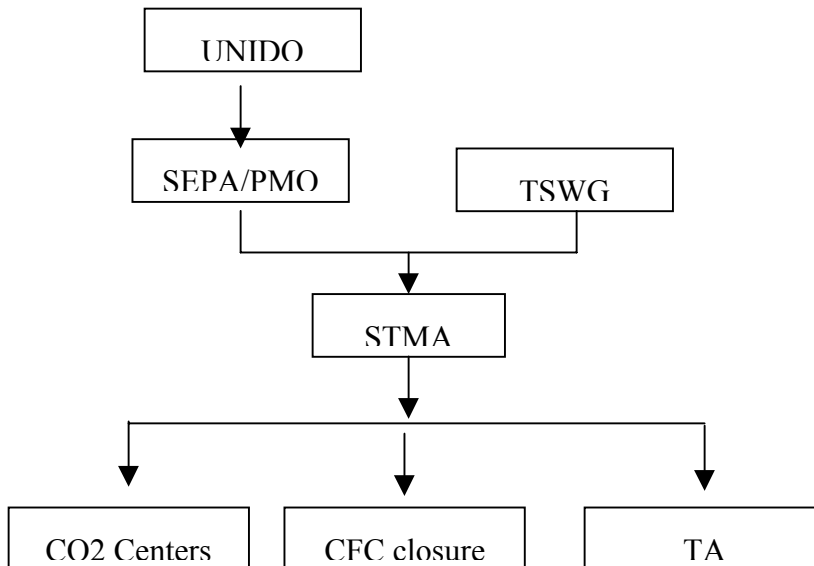 UNIDO
SEPA/PMO
TSWG
STMA
CO2 Centers
CFC closure
TA